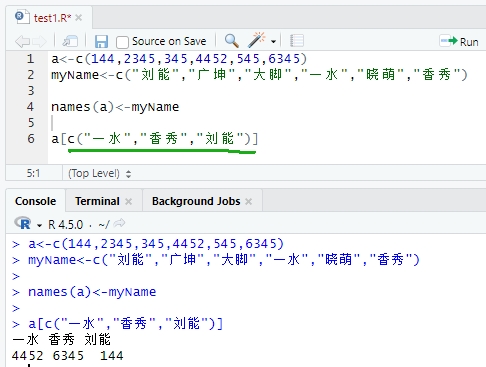 test1.R*
Source on Save
Run
1 a<-c(144,2345,345,4452,545,6345)
2 myName<-c("刘能","广坤","大脚","一水","晓萌","香秀")
3
4 names(a)<-myName
5
6 a[c("一水","香秀","刘能")]
5:1 (Top Level)
Console Terminal Background Jobs
R 4.5.0 · ~/
> a<-c(144,2345,345,4452,545,6345)
> myName<-c("刘能","广坤","大脚","一水","晓萌","香秀")
>
> names(a)<-myName
>
> a[c("一水","香秀","刘能")]
一水 香秀 刘能
4452 6345 144